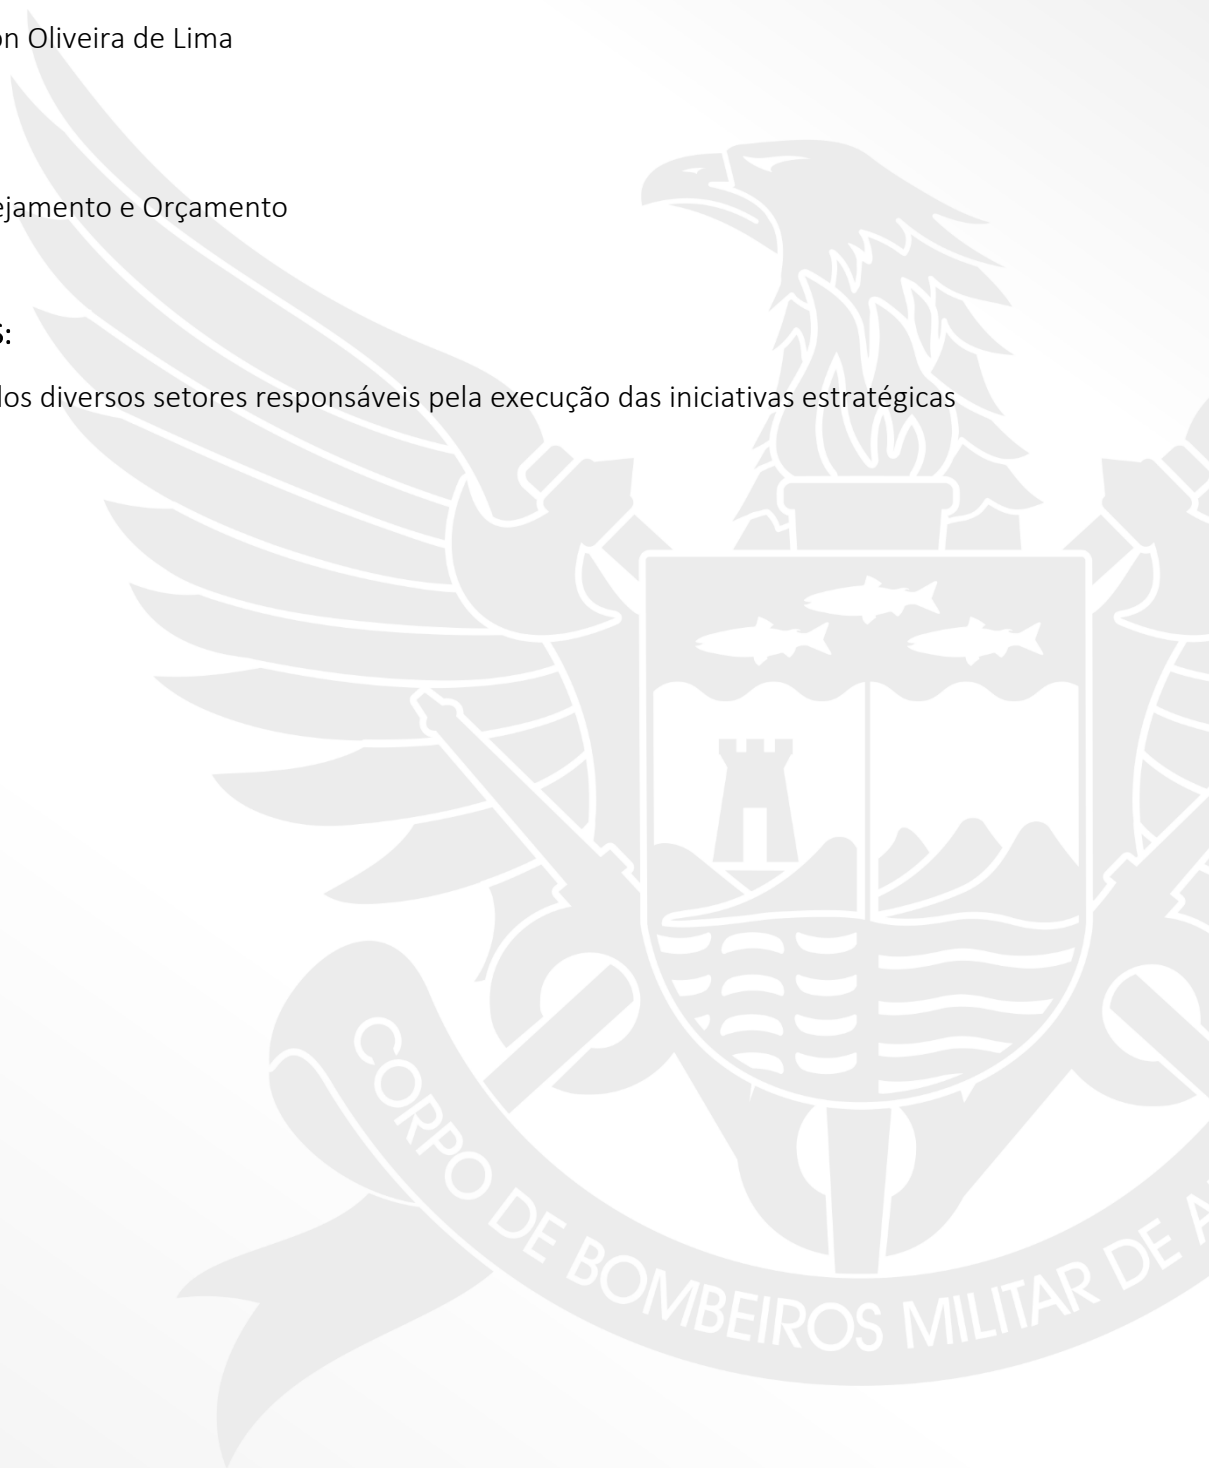 on Oliveira de Lima
ejamento e Orçamento
S:
dos diversos setores responsáveis pela execução das iniciativas estratégicas
CORPO DE BOMBEIROS MILITAR DE A